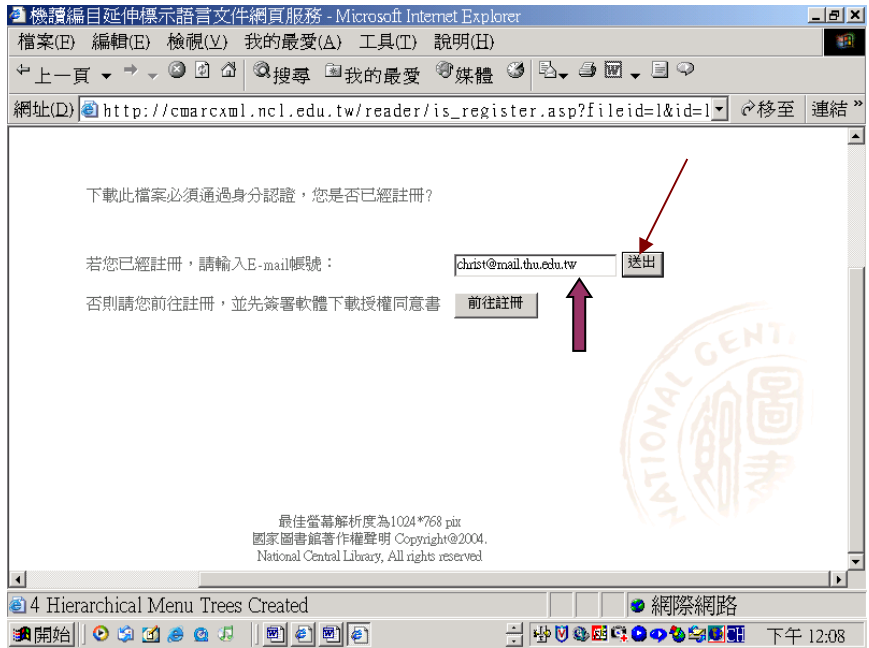 機讀編目延伸標示語言文件網頁服務 - Microsoft Internet Explorer
檔案(F) 編輯(E) 檢視(V) 我的最愛(A) 工具(T) 說明(H)
上一頁 搜尋 我的最愛 媒體
網址(D) http://cmarcxml.ncl.edu.tw/reader/is_register.asp?fileid=1&id=1 移至 連結 »
下載此檔案必須通過身分認證，您是否已經註冊?
若您已經註冊，請輸入E-mail帳號： christ@mail.thu.edu.tw 送出
否則請您前往註冊，並先簽署軟體下載授權同意書 前往註冊
NATIONAL CENT
圖
最佳螢幕解析度為1024*768 pix
國家圖書館著作權聲明 Copyright@2004.
National Central Library, All rights reserved
4 Hierarchical Menu Trees Created 網際網路
開始 CH 下午 12:08